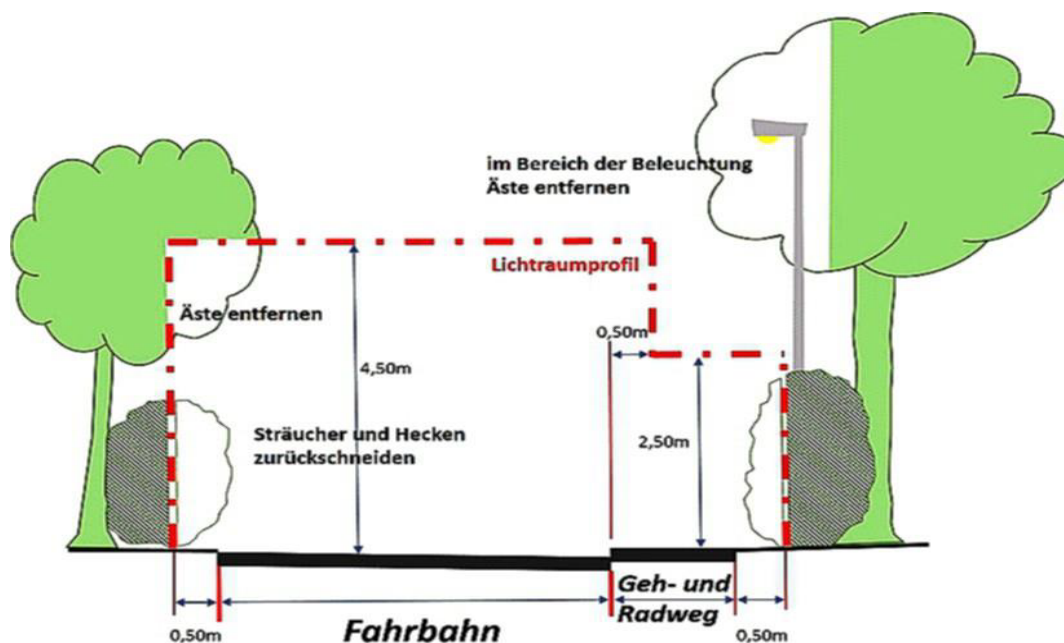 im Bereich der Beleuchtung
Äste entfernen
Lichtraumprofil
Äste entfernen
0,50m
4,50m
Sträucher und Hecken
zurückschneiden
2,50m
Geh- und
Radweg
0,50m
Fahrbahn
0,50m